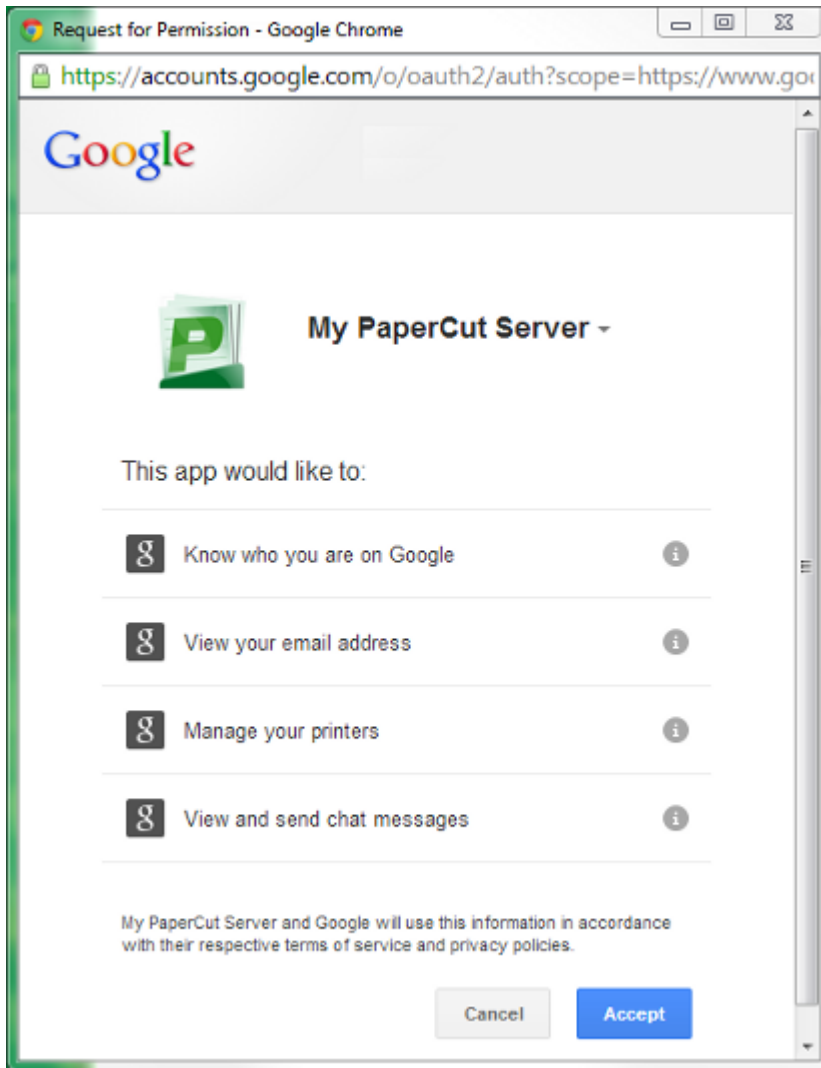 Request for Permission - Google Chrome
https://accounts.google.com/o/oauth2/auth?scope=https://www.goo
Google
P
My PaperCut Server
This app would like to:
g Know who you are on Google i
g View your email address i
g Manage your printers i
g View and send chat messages i
My PaperCut Server and Google will use this information in accordance
with their respective terms of service and privacy policies.
Cancel Accept